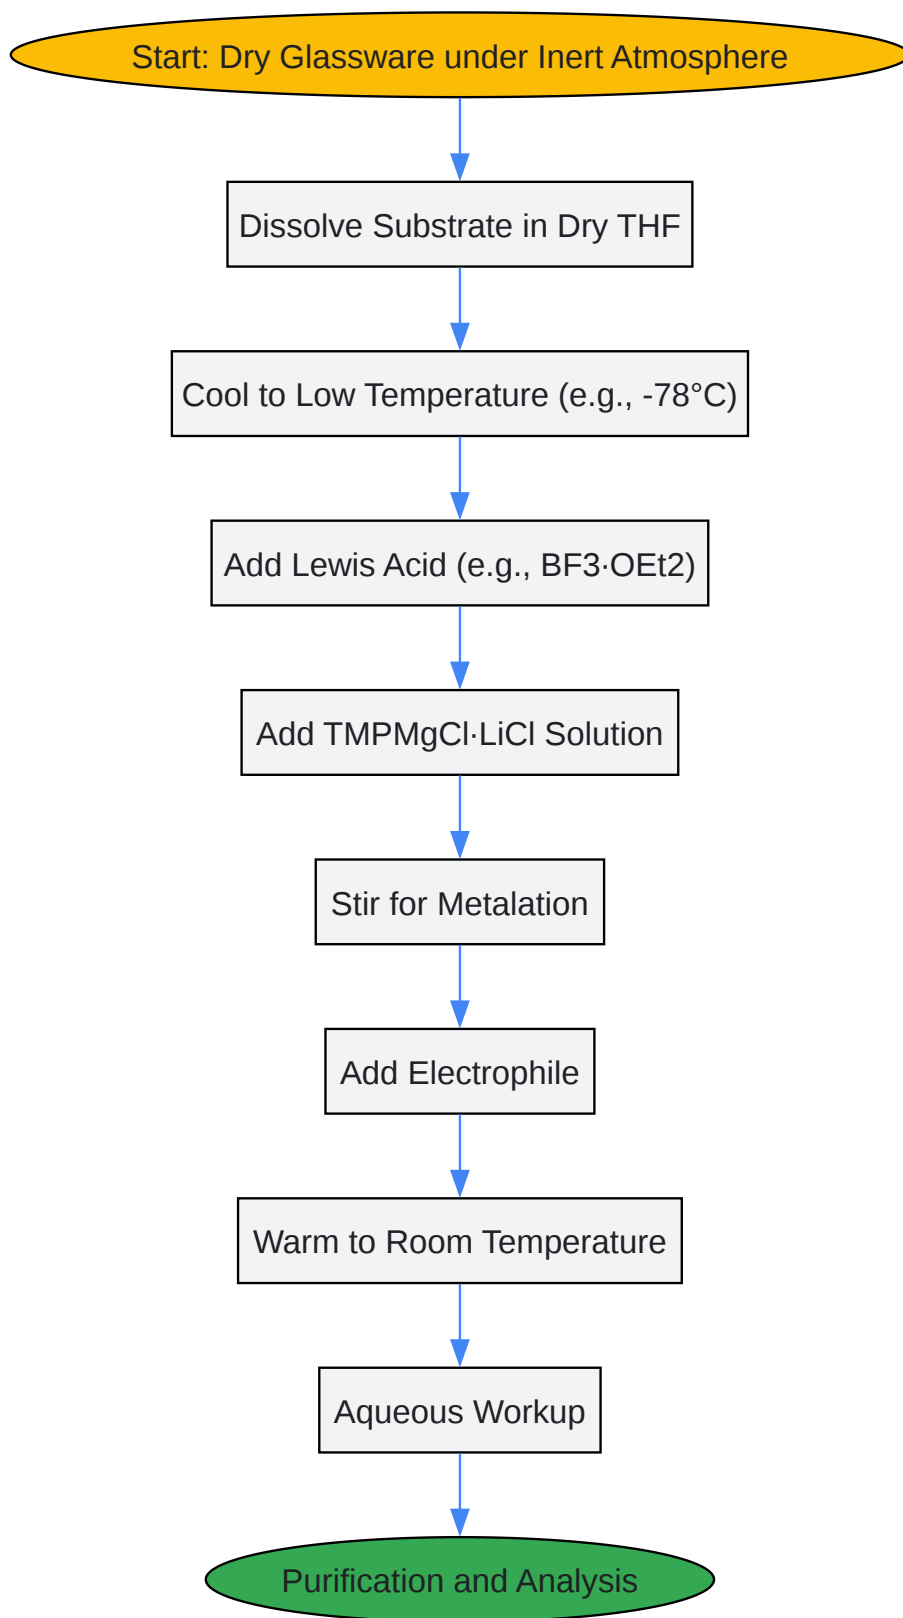 Start: Dry Glassware under Inert Atmosphere
Dissolve Substrate in Dry THF
Cool to Low Temperature (e.g., -78°C)
Add Lewis Acid (e.g., BF3·OEt2)
Add TMPMgCl·LiCl Solution
Stir for Metalation
Add Electrophile
Warm to Room Temperature
Aqueous Workup
Purification and Analysis